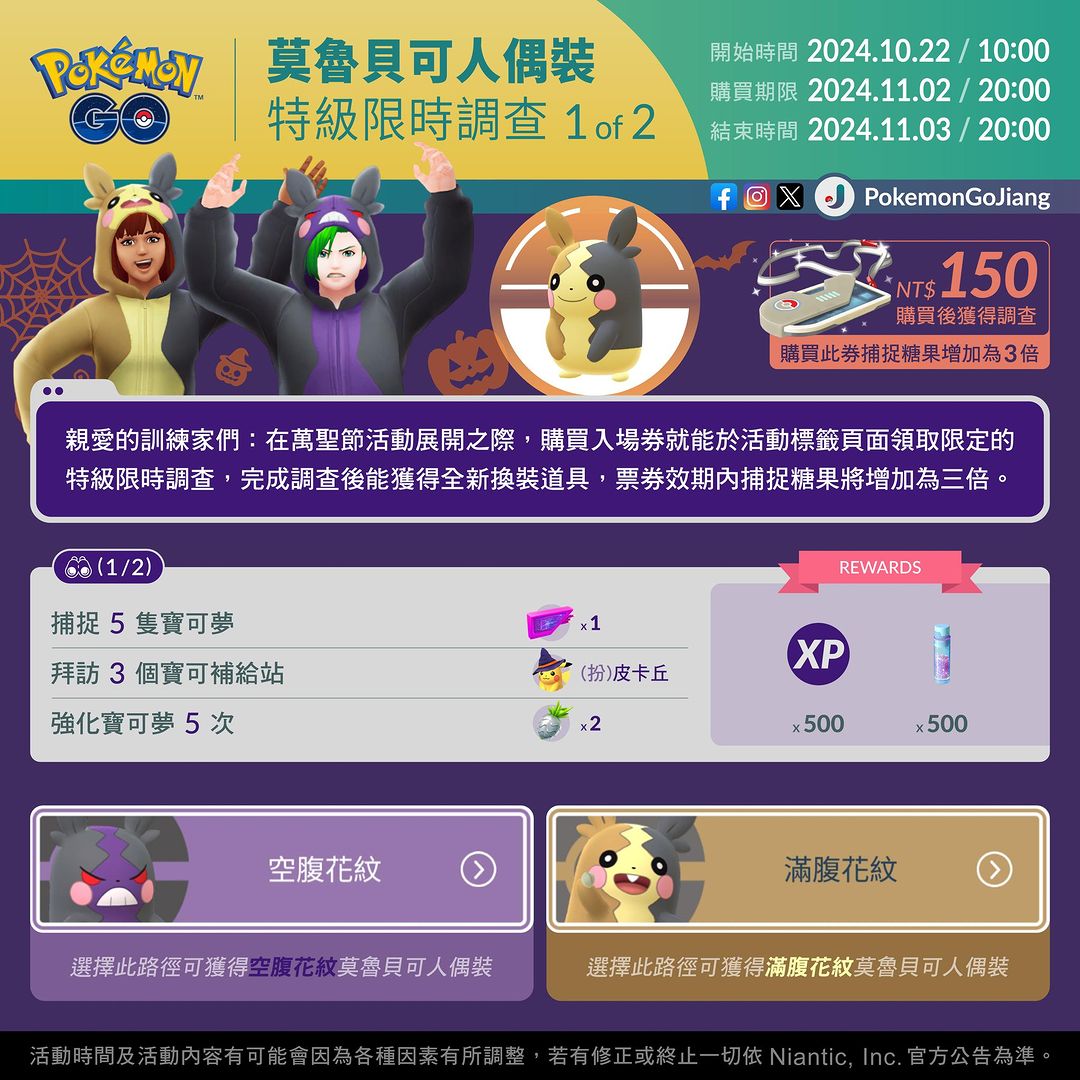 POKÉMON GO™
莫魯貝可人偶裝
特級限時調查 1 of 2
開始時間 2024.10.22 / 10:00
購買期限 2024.11.02 / 20:00
結束時間 2024.11.03 / 20:00
PokemonGoJiang
NT$ 150
購買後獲得調查
購買此券捕捉糖果增加為3倍
親愛的訓練家們：在萬聖節活動展開之際，購買入場券就能於活動標籤頁面領取限定的
特級限時調查，完成調查後能獲得全新換裝道具，票券效期內捕捉糖果將增加為三倍。
(1/2)
捕捉 5 隻寶可夢 x1
拜訪 3 個寶可補給站 (扮)皮卡丘
強化寶可夢 5 次 x2
REWARDS
XP
x500 x500
空腹花紋
選擇此路徑可獲得空腹花紋莫魯貝可人偶裝
滿腹花紋
選擇此路徑可獲得滿腹花紋莫魯貝可人偶裝
活動時間及活動內容有可能會因為各種因素有所調整，若有修正或終止一切依 Niantic, Inc. 官方公告為準。